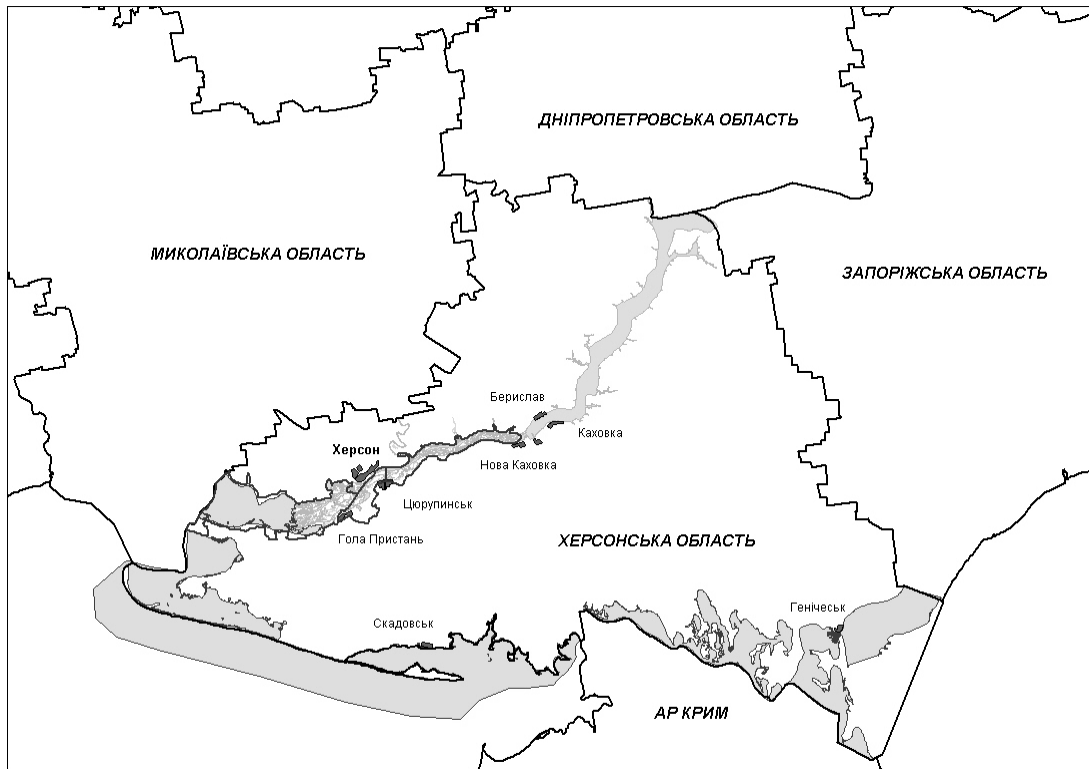 ДНІПРОПЕТРОВСЬКА ОБЛАСТЬ
МИКОЛАЇВСЬКА ОБЛАСТЬ
ЗАПОРІЖСЬКА ОБЛАСТЬ
Берислав
Каховка
Херсон
Нова Каховка
Цюрупинськ
Гола Пристань
ХЕРСОНСЬКА ОБЛАСТЬ
Генічеськ
Скадовськ
АР КРИМ